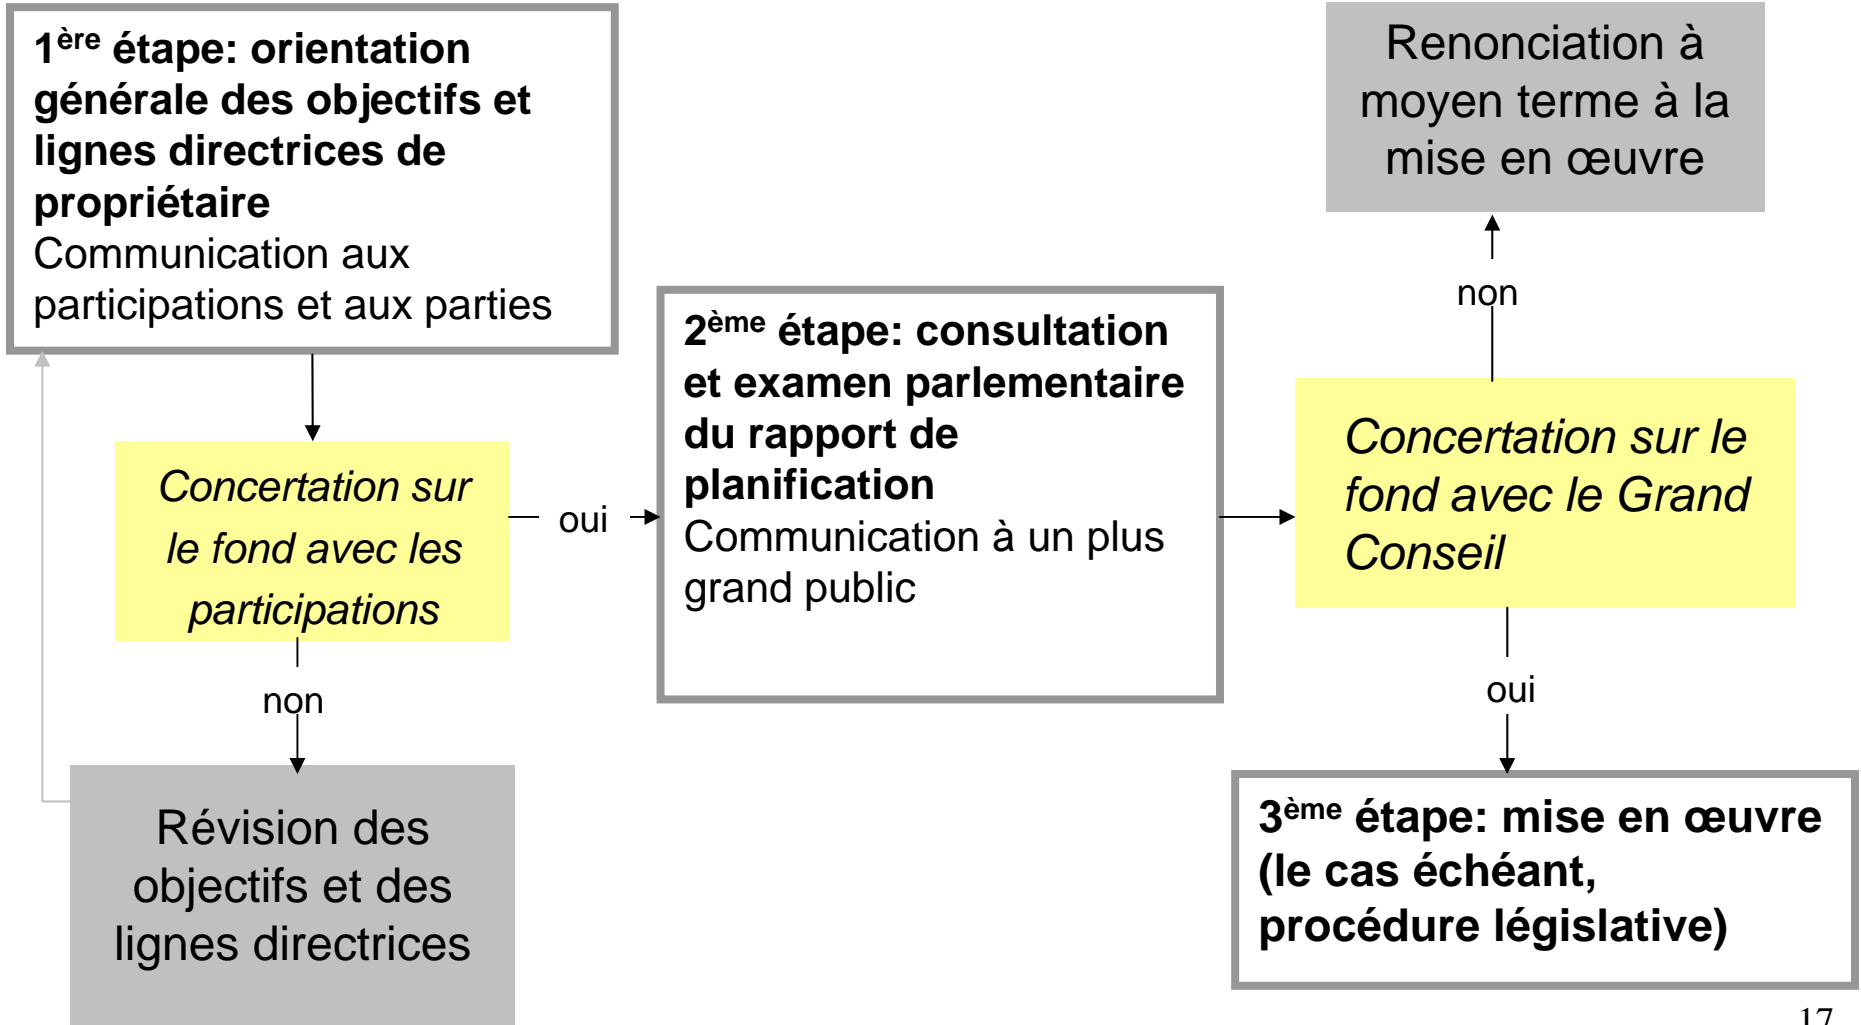 1ère étape: orientation
générale des objectifs et
lignes directrices de
propriétaire
Communication aux
participations et aux parties
Concertation sur
le fond avec les
participations
oui
non
Révision des
objectifs et des
lignes directrices
2ème étape: consultation
et examen parlementaire
du rapport de
planification
Communication à un plus
grand public
Renonciation à
moyen terme à la
mise en œuvre
non
Concertation sur le
fond avec le Grand
Conseil
oui
3ème étape: mise en œuvre
(le cas échéant,
procédure législative)
17